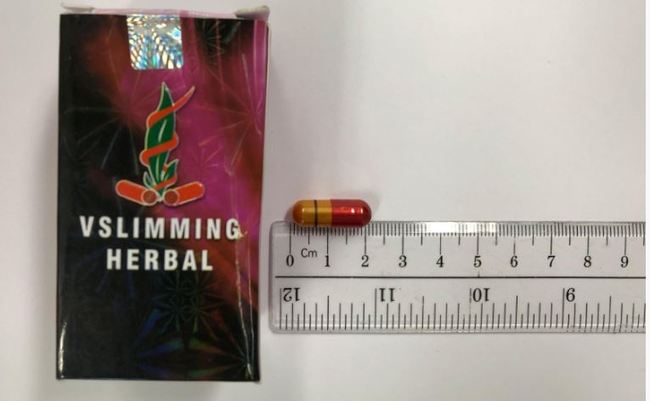 VSLIMMING
HERBAL
0 Cm 1 2 3 4 5 6 7 8 9
12 11 10 9